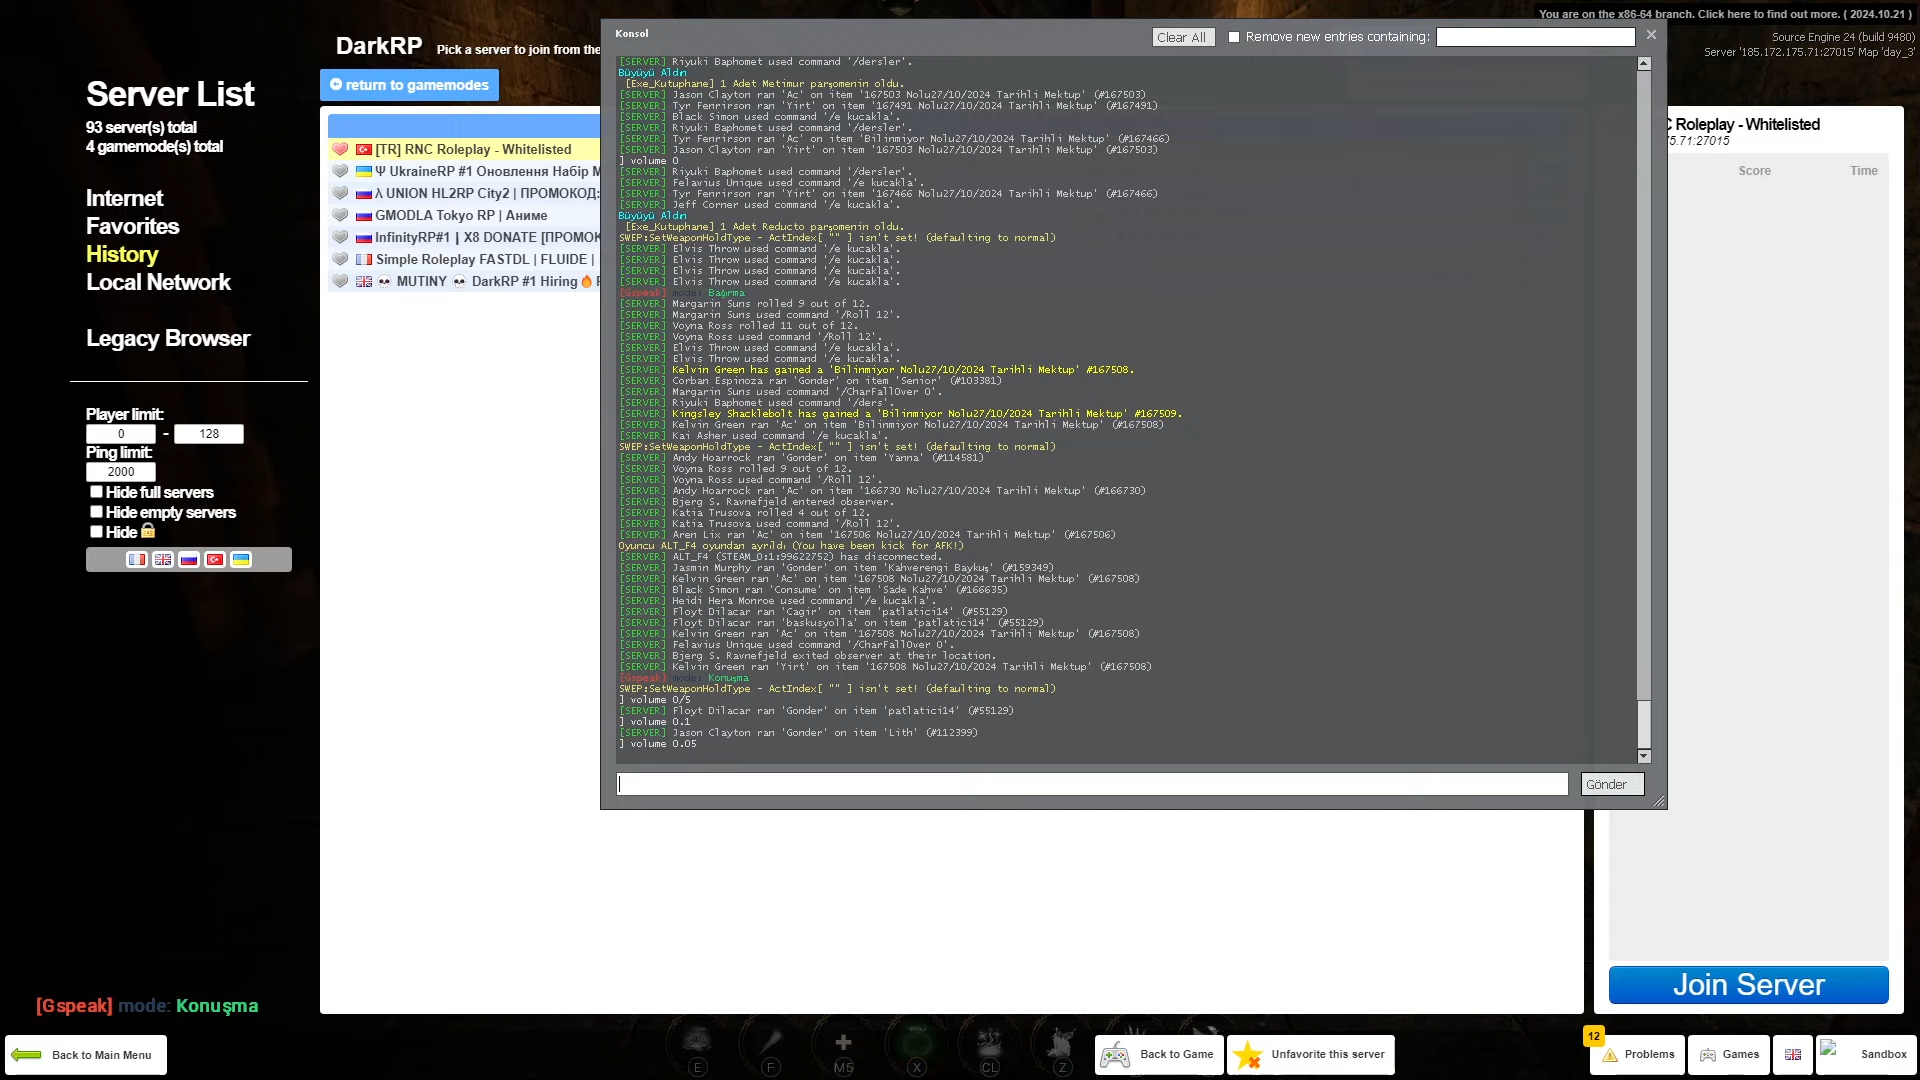 You are on the x86-64 branch. Click here to find out more. ( 2024.10.21 )
Source Engine 24 (build 9480)
Server '185.172.175.71:27015' Map 'day_3'
Server List
93 server(s) total
4 gamemode(s) total
Internet
Favorites
History
Local Network
Legacy Browser
Player limit:
0 - 128
Ping limit:
2000
Hide full servers
Hide empty servers
Hide
DarkRP Pick a server to join from the
return to gamemodes
[TR] RNC Roleplay - Whitelisted
Ψ UkraineRP #1 Оновлення Набір М
λ UNION HL2RP City2 | ПРОМОКОД:
GMODLA Tokyo RP | Аниме
InfinityRP#1 | X8 DONATE [ПРОМОК
Simple Roleplay FASTDL | FLUIDE |
MUTINY DarkRP #1 Hiring
Konsol
Clear All
Remove new entries containing:
[SERVER] Riyuki Baphomet used command '/dersler'.
Büyüyü Aldın
[Exe_Kutuphane] 1 Adet Metimur parşomenin oldu.
[SERVER] Jason Clayton ran 'Ac' on item '167503 Nolu27/10/2024 Tarihli Mektup' (#167503)
[SERVER] Tyr Fenrirson ran 'Yirt' on item '167491 Nolu27/10/2024 Tarihli Mektup' (#167491)
[SERVER] Black Simon used command '/e kucakla'.
[SERVER] Riyuki Baphomet used command '/dersler'.
[SERVER] Tyr Fenrirson ran 'Ac' on item 'Bilinmiyor Nolu27/10/2024 Tarihli Mektup' (#167466)
[SERVER] Jason Clayton ran 'Yirt' on item '167503 Nolu27/10/2024 Tarihli Mektup' (#167503)
] volume 0
[SERVER] Riyuki Baphomet used command '/dersler'.
[SERVER] Felavius Unique used command '/e kucakla'.
[SERVER] Tyr Fenrirson ran 'Yirt' on item '167466 Nolu27/10/2024 Tarihli Mektup' (#167466)
[SERVER] Jeff Corner used command '/e kucakla'.
Büyüyü Aldın
[Exe_Kutuphane] 1 Adet Reducto parşomenin oldu.
SWEP:SetWeaponHoldType - ActIndex[ "" ] isn't set! (defaulting to normal)
[SERVER] Elvis Throw used command '/e kucakla'.
[SERVER] Elvis Throw used command '/e kucakla'.
[SERVER] Elvis Throw used command '/e kucakla'.
[SERVER] Elvis Throw used command '/e kucakla'.
[Gspeak] mode: Bağırma
[SERVER] Margarin Suns rolled 9 out of 12.
[SERVER] Margarin Suns used command '/Roll 12'.
[SERVER] Voyna Ross rolled 11 out of 12.
[SERVER] Voyna Ross used command '/Roll 12'.
[SERVER] Elvis Throw used command '/e kucakla'.
[SERVER] Elvis Throw used command '/e kucakla'.
[SERVER] Kelvin Green has gained a 'Bilinmiyor Nolu27/10/2024 Tarihli Mektup' #167508.
[SERVER] Corban Espinoza ran 'Gonder' on item 'Senior' (#103381)
[SERVER] Margarin Suns used command '/CharFallOver 0'.
[SERVER] Riyuki Baphomet used command '/ders'.
[SERVER] Kingsley Shacklebolt has gained a 'Bilinmiyor Nolu27/10/2024 Tarihli Mektup' #167509.
[SERVER] Kelvin Green ran 'Ac' on item 'Bilinmiyor Nolu27/10/2024 Tarihli Mektup' (#167508)
[SERVER] Kai Asher used command '/e kucakla'.
SWEP:SetWeaponHoldType - ActIndex[ "" ] isn't set! (defaulting to normal)
[SERVER] Andy Hoarrock ran 'Gonder' on item 'Yanna' (#114581)
[SERVER] Voyna Ross rolled 9 out of 12.
[SERVER] Voyna Ross used command '/Roll 12'.
[SERVER] Andy Hoarrock ran 'Ac' on item '166730 Nolu27/10/2024 Tarihli Mektup' (#166730)
[SERVER] Bjerg S. Ravnefjeld entered observer.
[SERVER] Katia Trusova rolled 4 out of 12.
[SERVER] Katia Trusova used command '/Roll 12'.
[SERVER] Aren Lix ran 'Ac' on item '167506 Nolu27/10/2024 Tarihli Mektup' (#167506)
Oyuncu ALT_F4 oyundan ayrıldı (You have been kick for AFK!)
[SERVER] ALT_F4 (STEAM_0:1:99622752) has disconnected.
[SERVER] Jasmin Murphy ran 'Gonder' on item 'Kahverengi Baykuş' (#159349)
[SERVER] Kelvin Green ran 'Ac' on item '167508 Nolu27/10/2024 Tarihli Mektup' (#167508)
[SERVER] Black Simon ran 'Consume' on item 'Sade Kahve' (#166635)
[SERVER] Heidi Hera Monroe used command '/e kucakla'.
[SERVER] Floyt Dilacar ran 'Cagir' on item 'patlatici14' (#55129)
[SERVER] Floyt Dilacar ran 'baskusyolla' on item 'patlatici14' (#55129)
[SERVER] Kelvin Green ran 'Ac' on item '167508 Nolu27/10/2024 Tarihli Mektup' (#167508)
[SERVER] Felavius Unique used command '/CharFallOver 0'.
[SERVER] Bjerg S. Ravnefjeld exited observer at their location.
[SERVER] Kelvin Green ran 'Yirt' on item '167508 Nolu27/10/2024 Tarihli Mektup' (#167508)
[Gspeak] mode: Konuşma
SWEP:SetWeaponHoldType - ActIndex[ "" ] isn't set! (defaulting to normal)
] volume 0/5
[SERVER] Floyt Dilacar ran 'Gonder' on item 'patlatici14' (#55129)
] volume 0.1
[SERVER] Jason Clayton ran 'Gonder' on item 'Lith' (#112399)
] volume 0.05
Gönder
C Roleplay - Whitelisted
75.71:27015
Score Time
Join Server
[Gspeak] mode: Konuşma
Back to Main Menu
E
F
M5
X
CL
Z
Back to Game
Unfavorite this server
12
Problems
Games
Sandbox